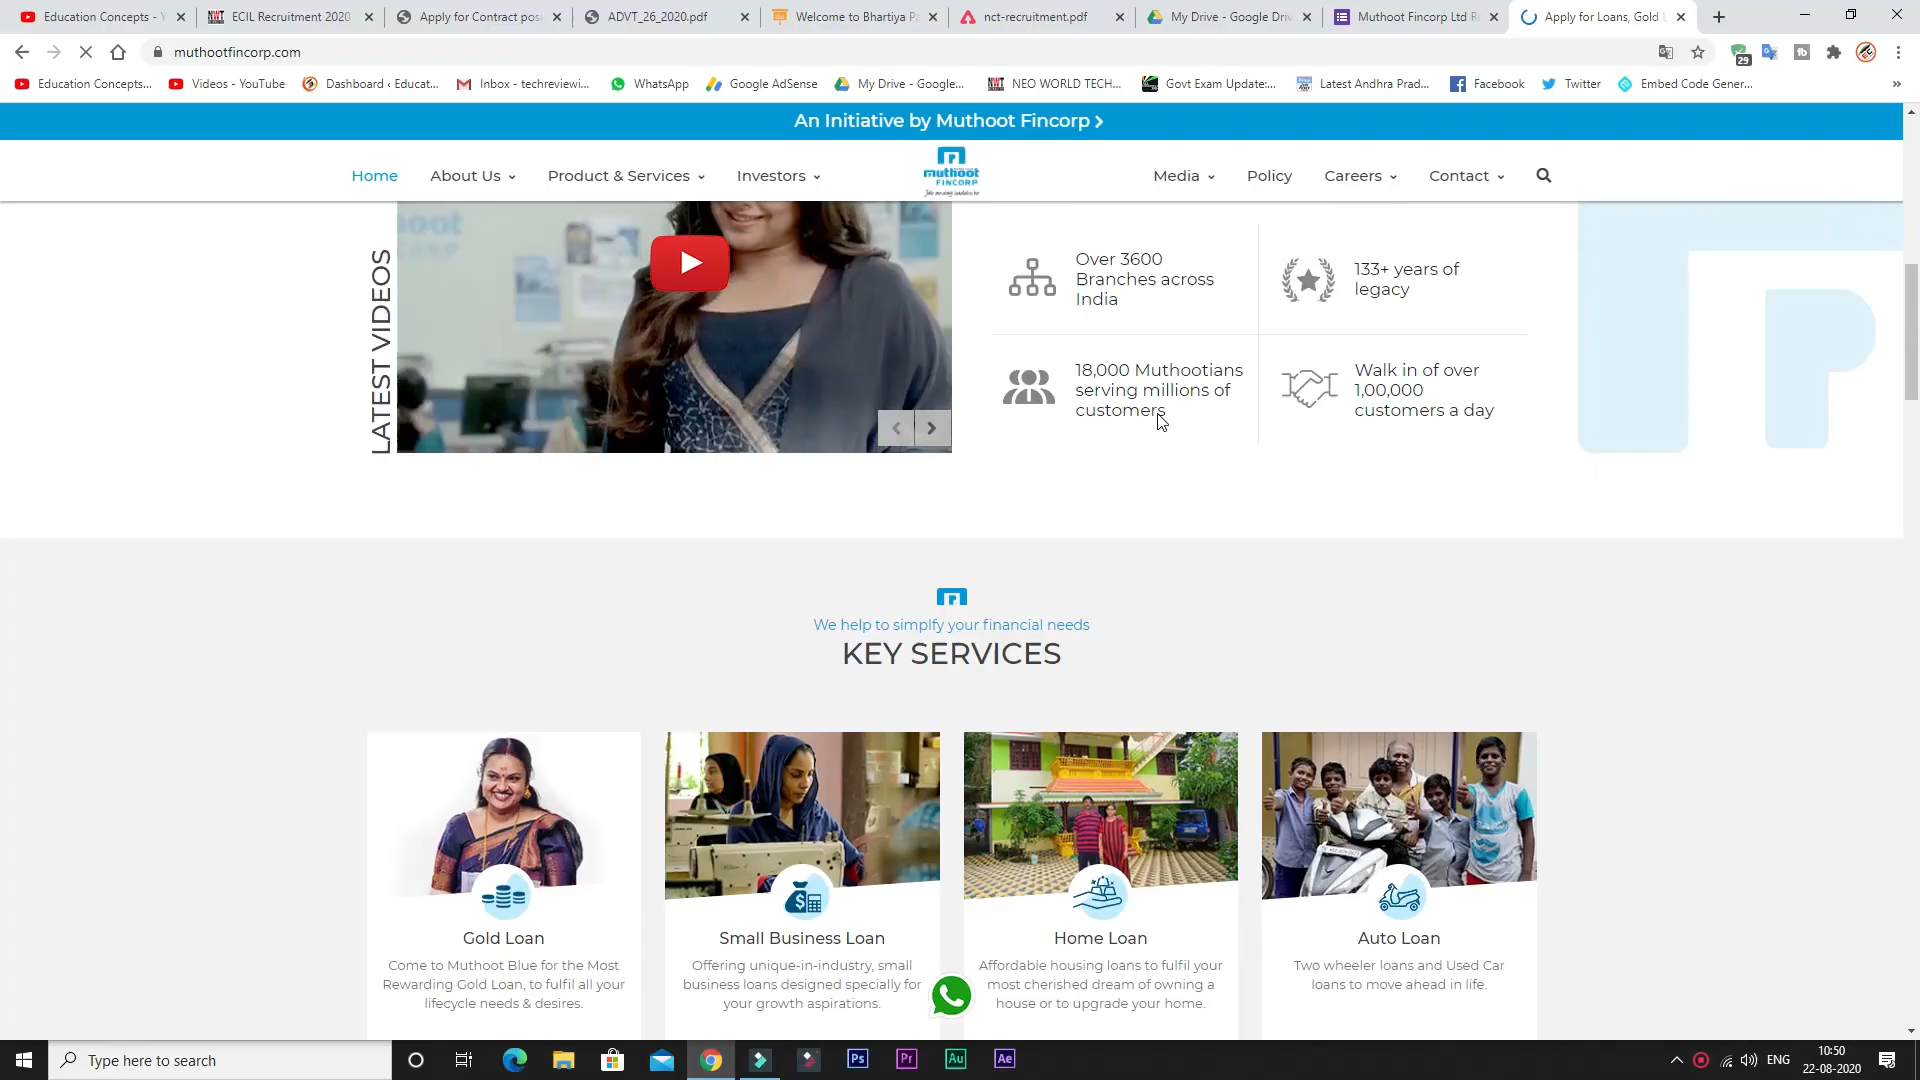 Education Concepts - Y
ECIL Recruitment 2020
Apply for Contract pos
ADVT_26_2020.pdf
Welcome to Bhartiya Pa
nct-recruitment.pdf
My Drive - Google Driv
Muthoot Fincorp Ltd R
Apply for Loans, Gold L
muthootfincorp.com
29
Education Concepts...
Videos - YouTube
Dashboard ‹ Educat...
Inbox - techreviewi...
WhatsApp
Google AdSense
My Drive - Google...
NEO WORLD TECH...
Govt Exam Update:...
Latest Andhra Prad...
Facebook
Twitter
Embed Code Gener...
»
An Initiative by Muthoot Fincorp
Home
About Us
Product & Services
Investors
muthoot
FINCORP
Media
Policy
Careers
Contact
LATEST VIDEOS
Over 3600
Branches across
India
133+ years of
legacy
18,000 Muthootians
serving millions of
customers
Walk in of over
1,00,000
customers a day
We help to simplfy your financial needs
KEY SERVICES
Gold Loan
Come to Muthoot Blue for the Most
Rewarding Gold Loan, to fulfil all your
lifecycle needs & desires.
Small Business Loan
Offering unique-in-industry, small
business loans designed specially for
your growth aspirations.
Home Loan
Affordable housing loans to fulfil your
most cherished dream of owning a
house or to upgrade your home.
Auto Loan
Two wheeler loans and Used Car
loans to move ahead in life.
Type here to search
Ps
Pr
Au
Ae
ENG
10:50
22-08-2020